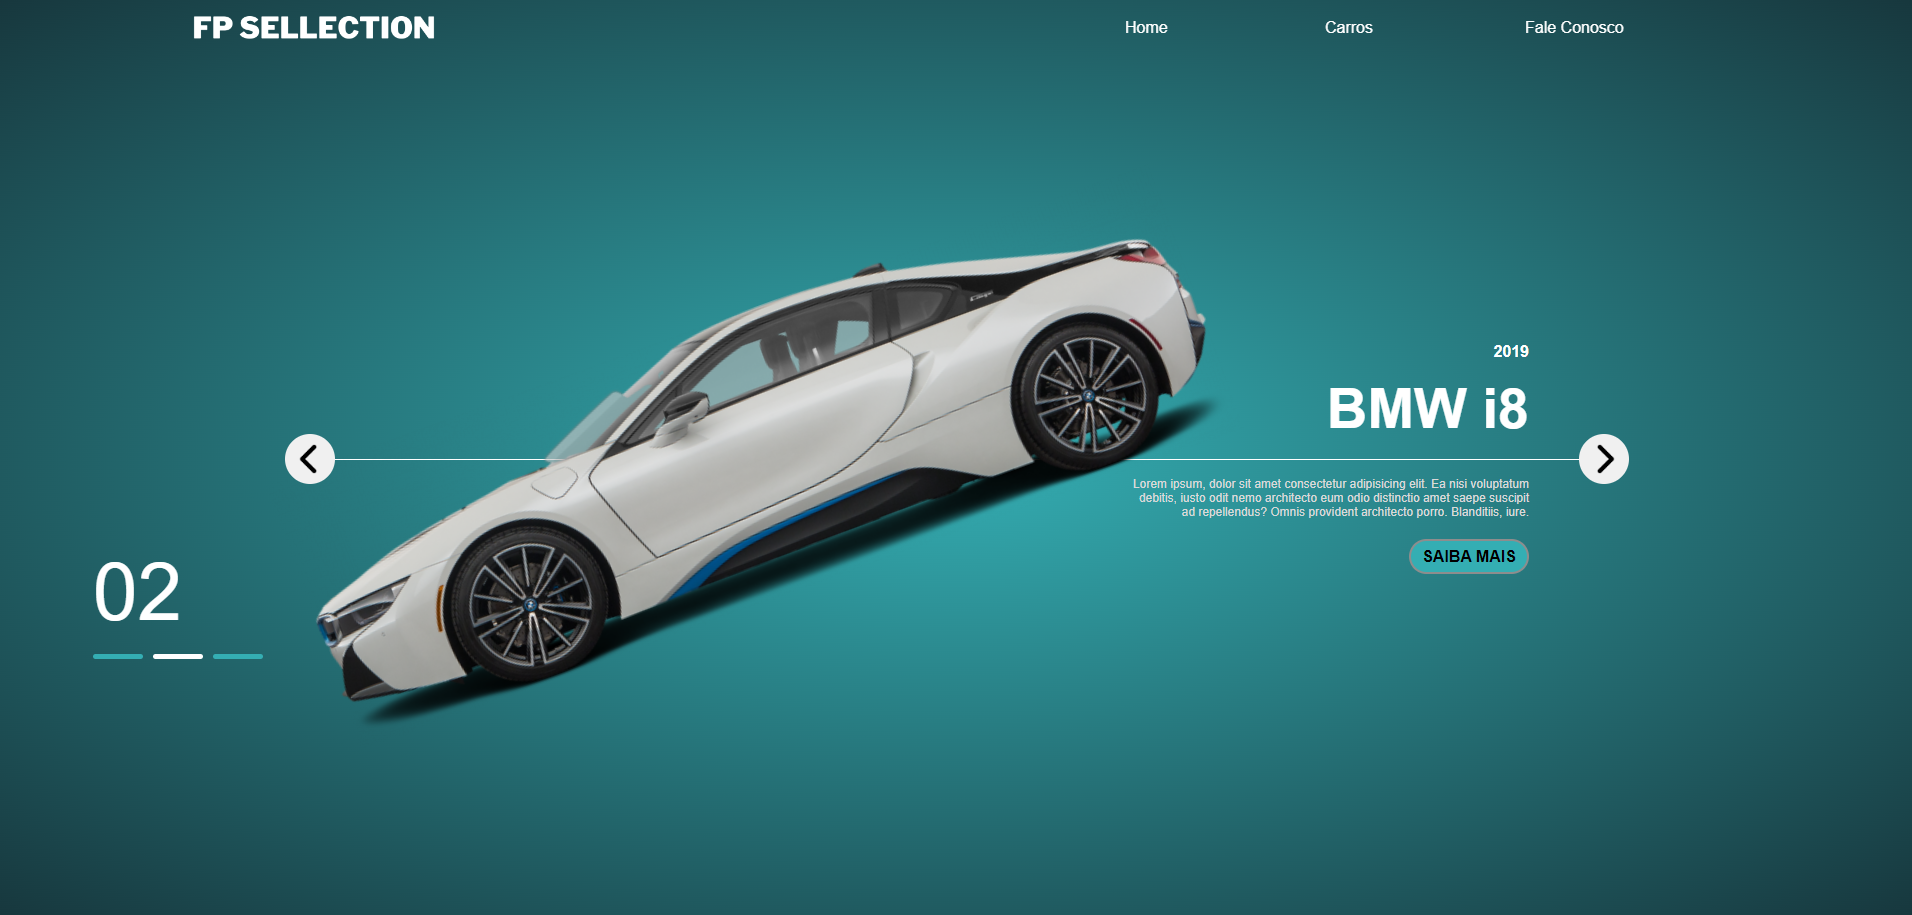 FP SELLECTION
Home
Carros
Fale Conosco
2019
BMW i8
Lorem ipsum, dolor sit amet consectetur adipisicing elit. Ea nisi voluptatum
debitis, iusto odit nemo architecto eum odio distinctio amet saepe suscipit
ad repellendus? Omnis provident architecto porro. Blanditiis, iure.
SAIBA MAIS
02